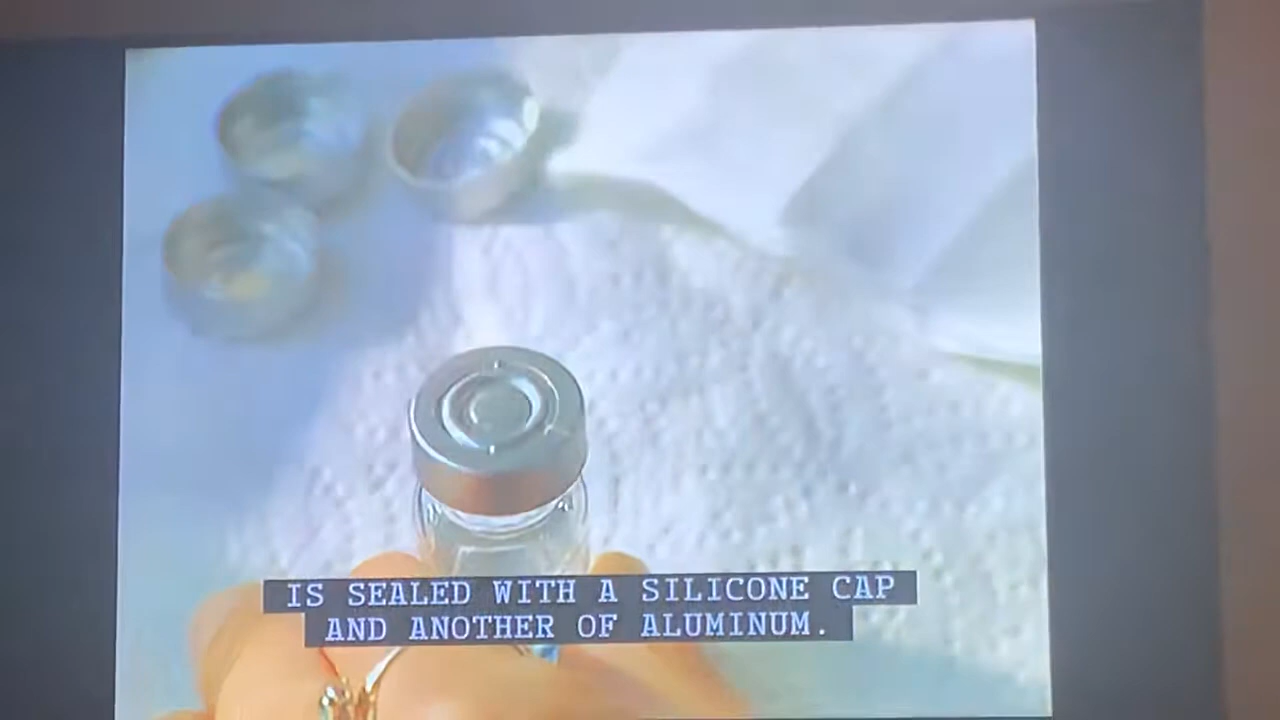 IS SEALED WITH A SILICONE CAP
AND ANOTHER OF ALUMINUM.